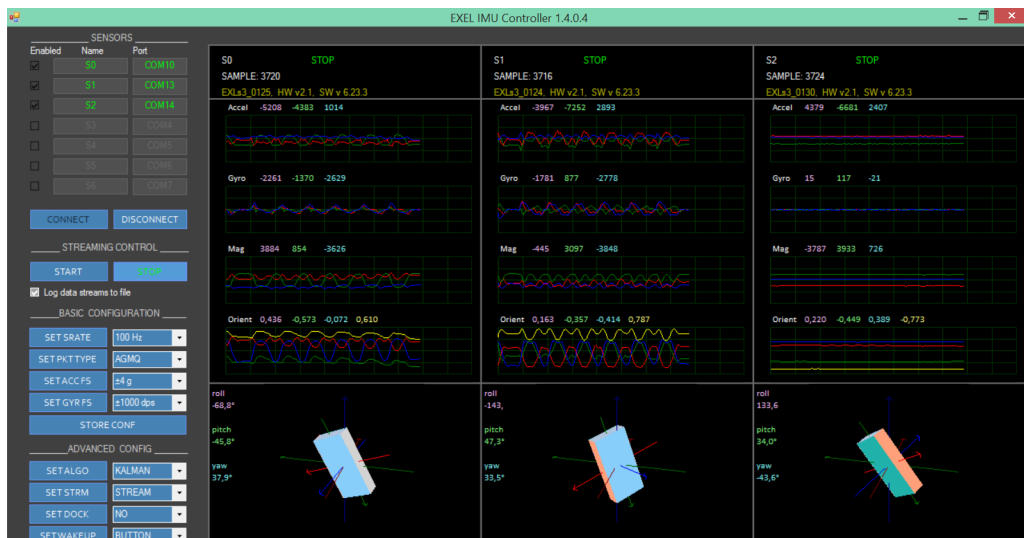 EXEL IMU Controller 1.4.0.4
SENSORS
Enabled Name Port
S0 COM10
S1 COM13
S2 COM14
S3 COM4
S4 COM5
S5 COM6
S6 COM7
CONNECT DISCONNECT
STREAMING CONTROL
START STOP
Log data streams to file
BASIC CONFIGURATION
SET SRATE 100 Hz
SET PKT TYPE AGMQ
SET ACC FS ±4 g
SET GYR FS ±1000 dps
STORE CONF
ADVANCED CONFIG
SET ALGO KALMAN
SET STRM STREAM
SET DOCK NO
SET WAKEUP BUTTON
S0 STOP
SAMPLE: 3720
EXLs3_0125, HW v2.1, SW v 6.23.3
Accel -5208 -4383 1014
Gyro -2261 -1370 -2629
Mag 3884 854 -3626
Orient 0,436 -0,573 -0,072 0,610
roll
-68,8°
pitch
-45,8°
yaw
37,9°
S1 STOP
SAMPLE: 3716
EXLs3_0124, HW v2.1, SW v 6.23.3
Accel -3967 -7252 2893
Gyro -1781 877 -2778
Mag -445 3097 -3848
Orient 0,163 -0,357 -0,414 0,787
roll
-143,
pitch
47,3°
yaw
33,5°
S2 STOP
SAMPLE: 3724
EXLs3_0130, HW v2.1, SW v 6.23.3
Accel 4379 -6681 2407
Gyro 15 117 -21
Mag -3787 3933 726
Orient 0,220 -0,449 0,389 -0,773
roll
133,6
pitch
34,0°
yaw
-43,6°